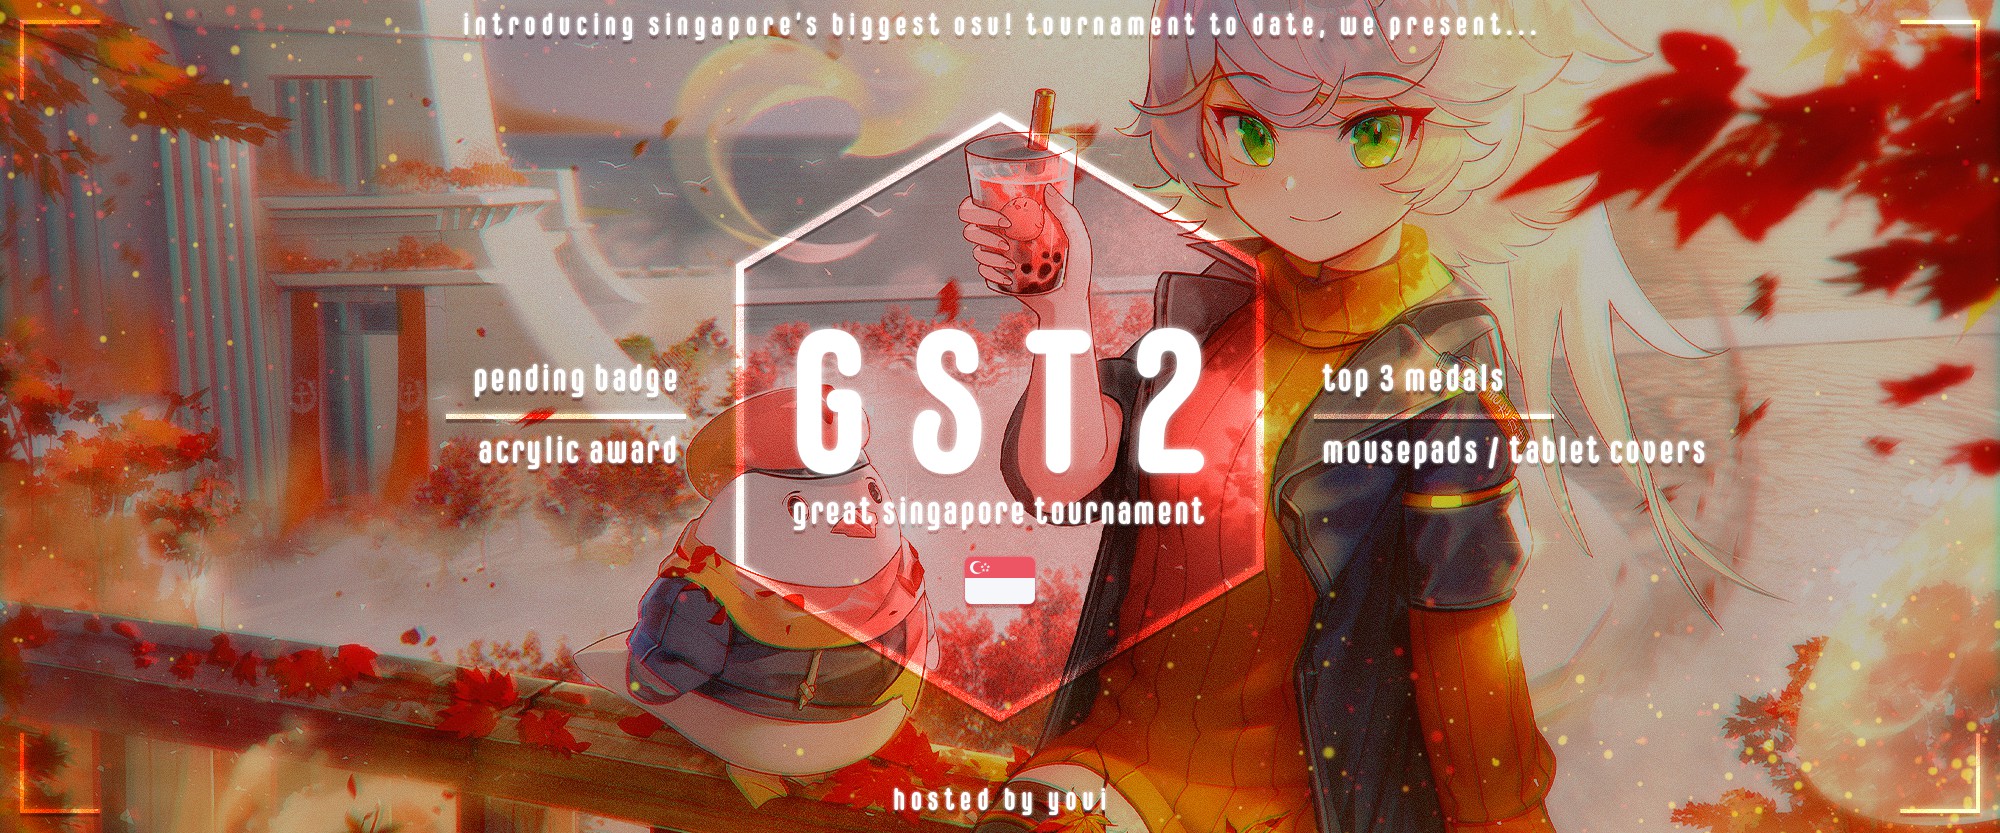 introducing singapore's biggest osu! tournament to date, we present...
GST2
pending badge
acrylic award
top 3 medals
mousepads / tablet covers
great singapore tournament
hosted by yovi